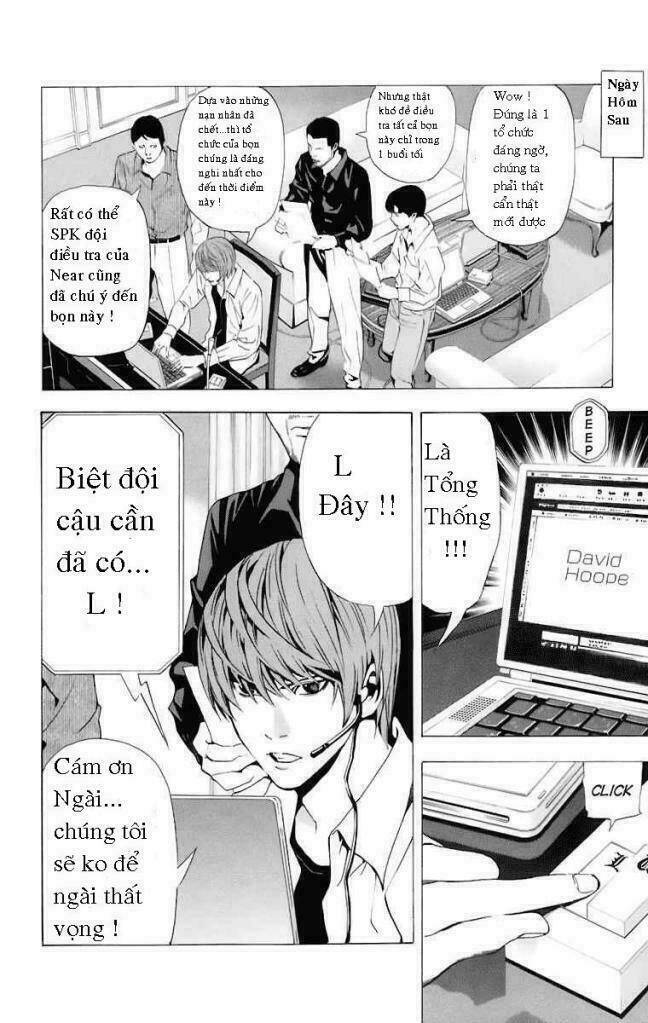 Ngày
Hôm
Sau
Wow !
Đúng là 1
tổ chức
đáng ngờ,
chúng ta
phải thật
cẩn thật
mới được
Nhưng thật
khó để điều
tra tất cả bọn
này chỉ trong
1 buổi tối
Dựa vào những
nạn nhân đã
chết...thì tổ
chức của bọn
chúng là đáng
nghi nhất cho
đến thời điểm
này !
Rất có thể
SPK đội
điều tra của
Near cũng
đã chú ý đến
bọn này !
BEEP
Là
Tổng
Thống
!!!
David
Hoope
L
Đây !!
Biệt đội
cậu cần
đã có...
L !
Cám ơn
Ngài...
chúng tôi
sẽ ko để
ngài thất
vọng !
CLICK
L